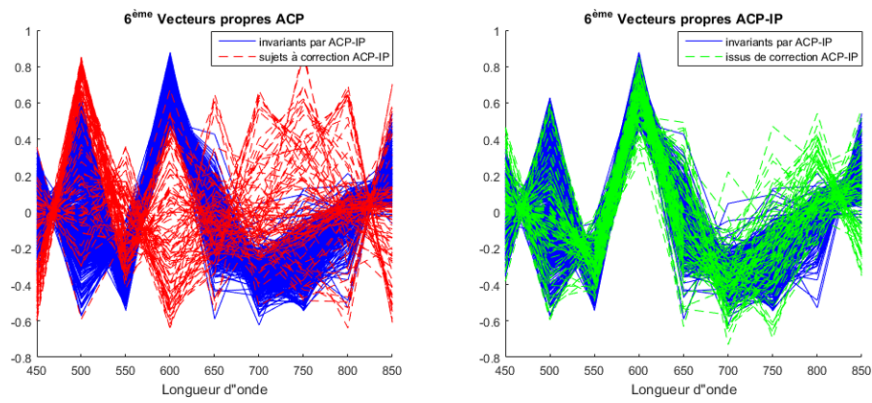 6ème Vecteurs propres ACP
invariants par ACP-IP
sujets à correction ACP-IP
1
0.8
0.6
0.4
0.2
0
-0.2
-0.4
-0.6
-0.8
450 500 550 600 650 700 750 800 850
Longueur d"onde
6ème Vecteurs propres ACP-IP
invariants par ACP-IP
issus de correction ACP-IP
1
0.8
0.6
0.4
0.2
0
-0.2
-0.4
-0.6
-0.8
450 500 550 600 650 700 750 800 850
Longueur d"onde